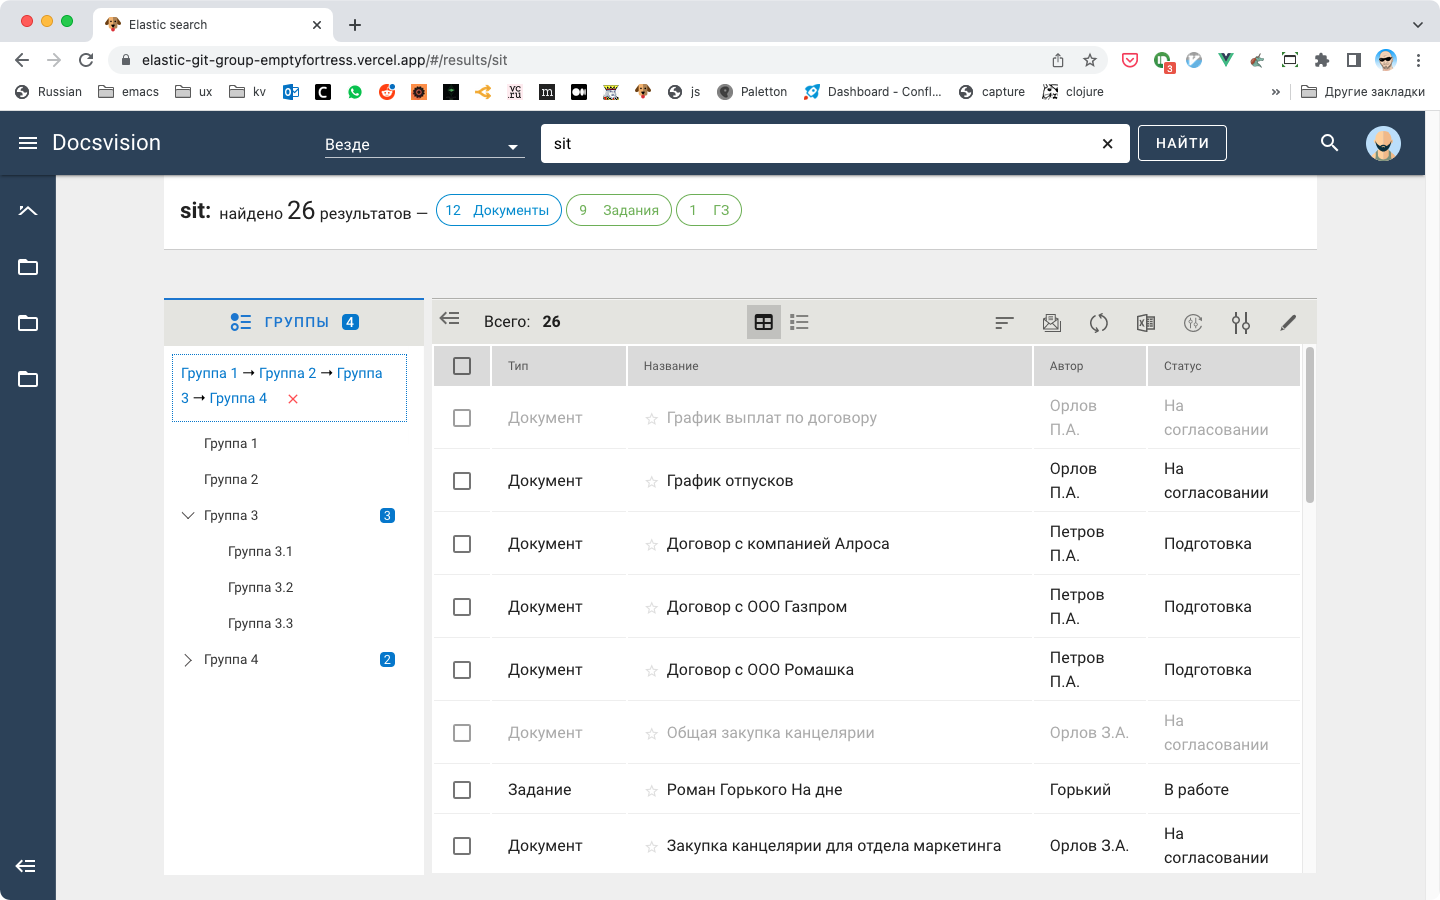 Elastic search
elastic-git-group-emptyfortress.vercel.app/#/results/sit
3
Russian emacs ux kv js Paletton Dashboard - Confl... clojure capture » Другие закладки
Docsvision Везде sit НАЙТИ
sit: найдено 26 результатов — 12 Документы 9 Задания 1 ГЗ
ГРУППЫ 4
Всего: 26
Группа 1 → Группа 2 → Группа
3 → Группа 4
Группа 1
Группа 2
Группа 3 3
Группа 3.1
Группа 3.2
Группа 3.3
Группа 4 2
Тип Название Автор Статус
Документ График выплат по договору Орлов П.А. На согласовании
Документ График отпусков Орлов П.А. На согласовании
Документ Договор с компанией Алроса Петров П.А. Подготовка
Документ Договор с ООО Газпром Петров П.А. Подготовка
Документ Договор с ООО Ромашка Петров П.А. Подготовка
Документ Общая закупка канцелярии Орлов З.А. На согласовании
Задание Роман Горького На дне Горький В работе
Документ Закупка канцелярии для отдела маркетинга Орлов З.А. На согласовании